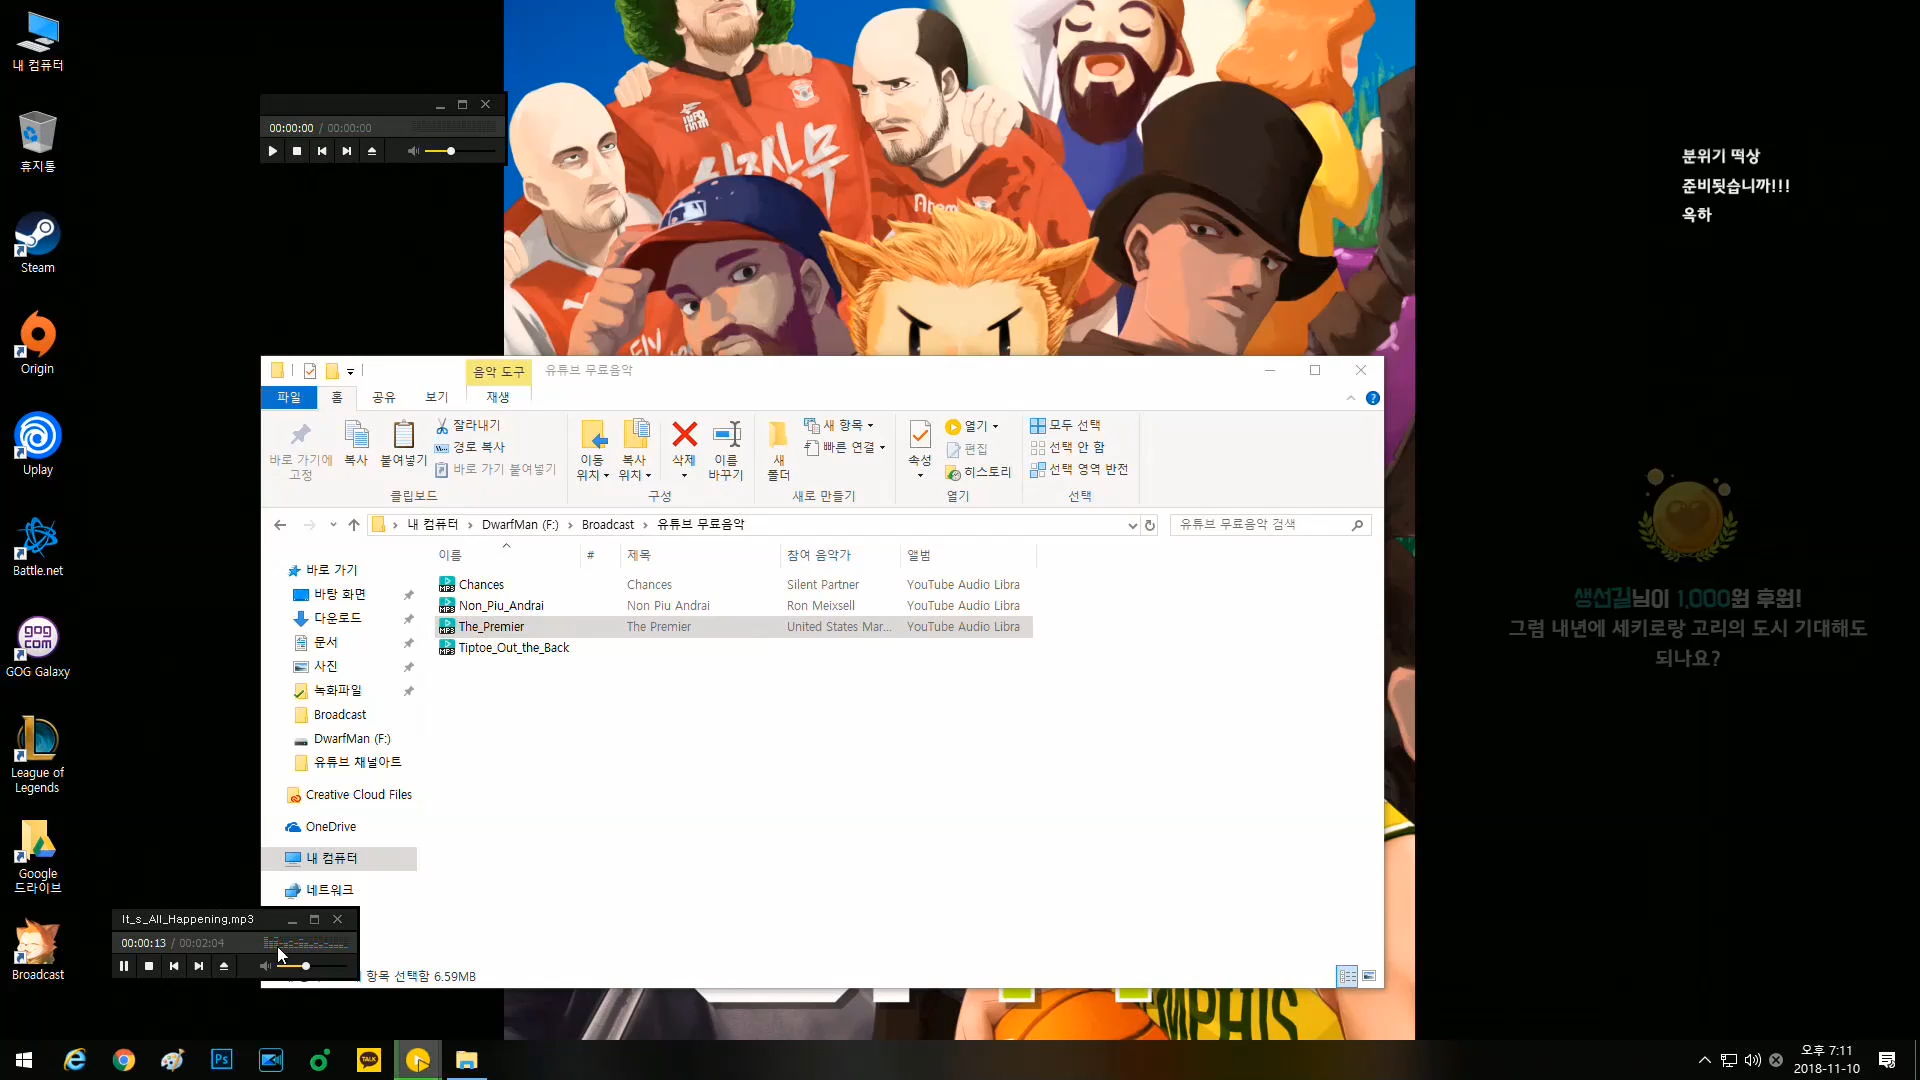 내 컴퓨터
휴지통
Steam
Origin
Uplay
Battle.net
GOG Galaxy
League of
Legends
Google
드라이브
Broadcast
00:00:00 / 00:00:00
상주상무
분위기 떡상
준비됫습니까!!!
옥하
생선길님이 1,000원 후원!
그럼 내년에 세키로랑 고리의 도시 기대해도
되나요?
음악 도구
유튜브 무료음악
파일
홈
공유
보기
재생
바로 가기에
고정
복사
붙여넣기
잘라내기
경로 복사
바로 가기 붙여넣기
클립보드
이동
위치
복사
위치
삭제
이름
바꾸기
구성
새
폴더
새 항목
빠른 연결
새로 만들기
속성
열기
편집
히스토리
열기
모두 선택
선택 안 함
선택 영역 반전
선택
내 컴퓨터 > DwarfMan (F:) > Broadcast > 유튜브 무료음악
유튜브 무료음악 검색
이름 # 제목 참여 음악가 앨범
Chances Chances Silent Partner YouTube Audio Libra
Non_Piu_Andrai Non Piu Andrai Ron Meixsell YouTube Audio Libra
The_Premier The Premier United States Mar... YouTube Audio Libra
Tiptoe_Out_the_Back
바로 가기
바탕 화면
다운로드
문서
사진
녹화파일
Broadcast
DwarfMan (F:)
유튜브 채널아트
Creative Cloud Files
OneDrive
내 컴퓨터
네트워크
항목 선택함 6.59MB
It_s_All_Happening.mp3
00:00:13 / 00:02:04
MPHIS
Ps
TALK
오후 7:11
2018-11-10